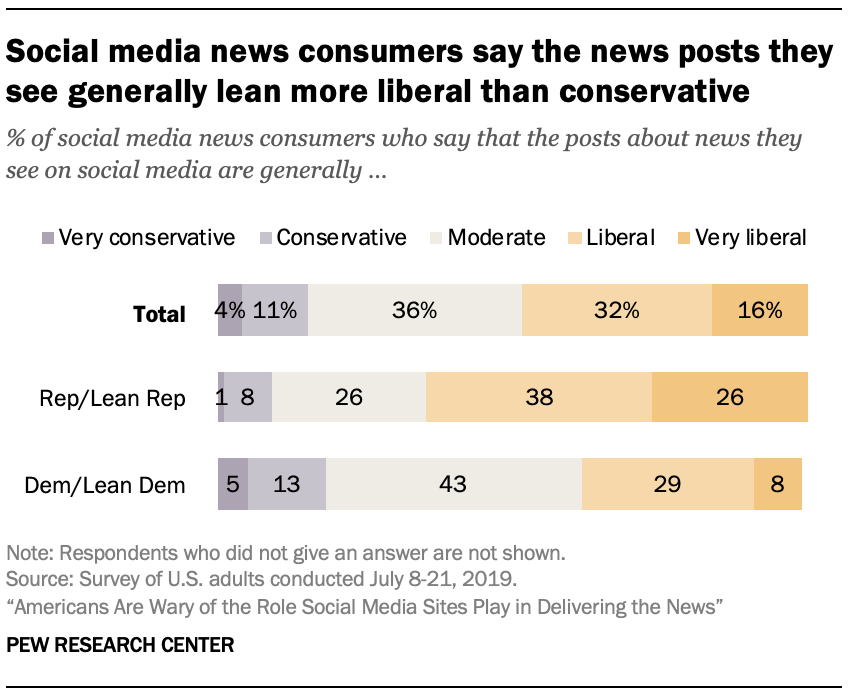 Social media news consumers say the news posts they
see generally lean more liberal than conservative
% of social media news consumers who say that the posts about news they
see on social media are generally ...
Very conservative Conservative Moderate Liberal Very liberal
Total 4% 11% 36% 32% 16%
Rep/Lean Rep 1 8 26 38 26
Dem/Lean Dem 5 13 43 29 8
Note: Respondents who did not give an answer are not shown.
Source: Survey of U.S. adults conducted July 8-21, 2019.
“Americans Are Wary of the Role Social Media Sites Play in Delivering the News”
PEW RESEARCH CENTER